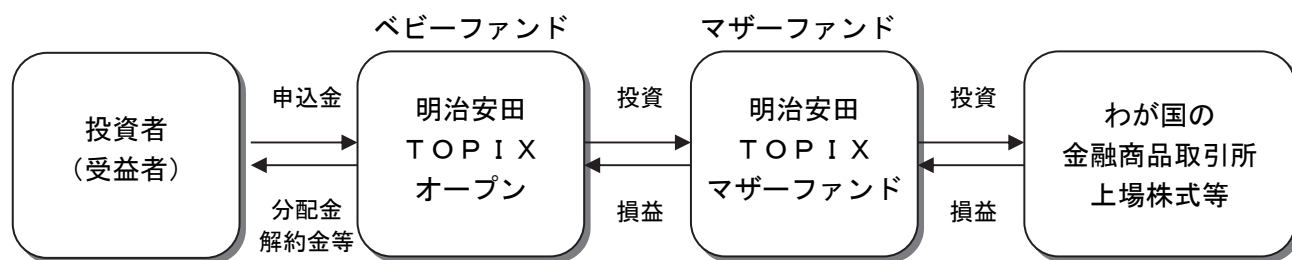 ベビーファンド
マザーファンド
投資者
（受益者）
申込金
分配金
解約金等
明治安田
ＴＯＰＩＸ
オープン
投資
損益
明治安田
ＴＯＰＩＸ
マザーファンド
投資
損益
わが国の
金融商品取引所
上場株式等